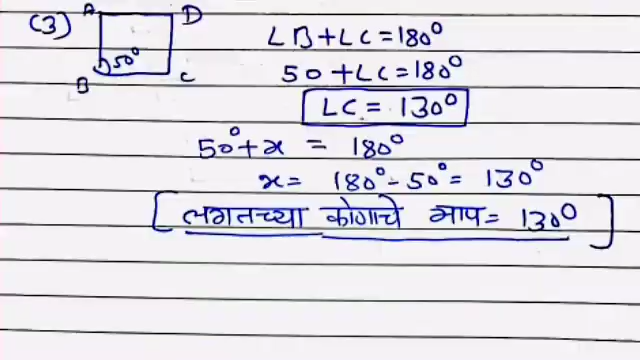 (3) A D
50°
B C
∠B + ∠C = 180°
50 + ∠C = 180°
∠C = 130°
50° + x = 180°
x = 180° - 50° = 130°
[लगतच्या कोनाचे माप = 130°]